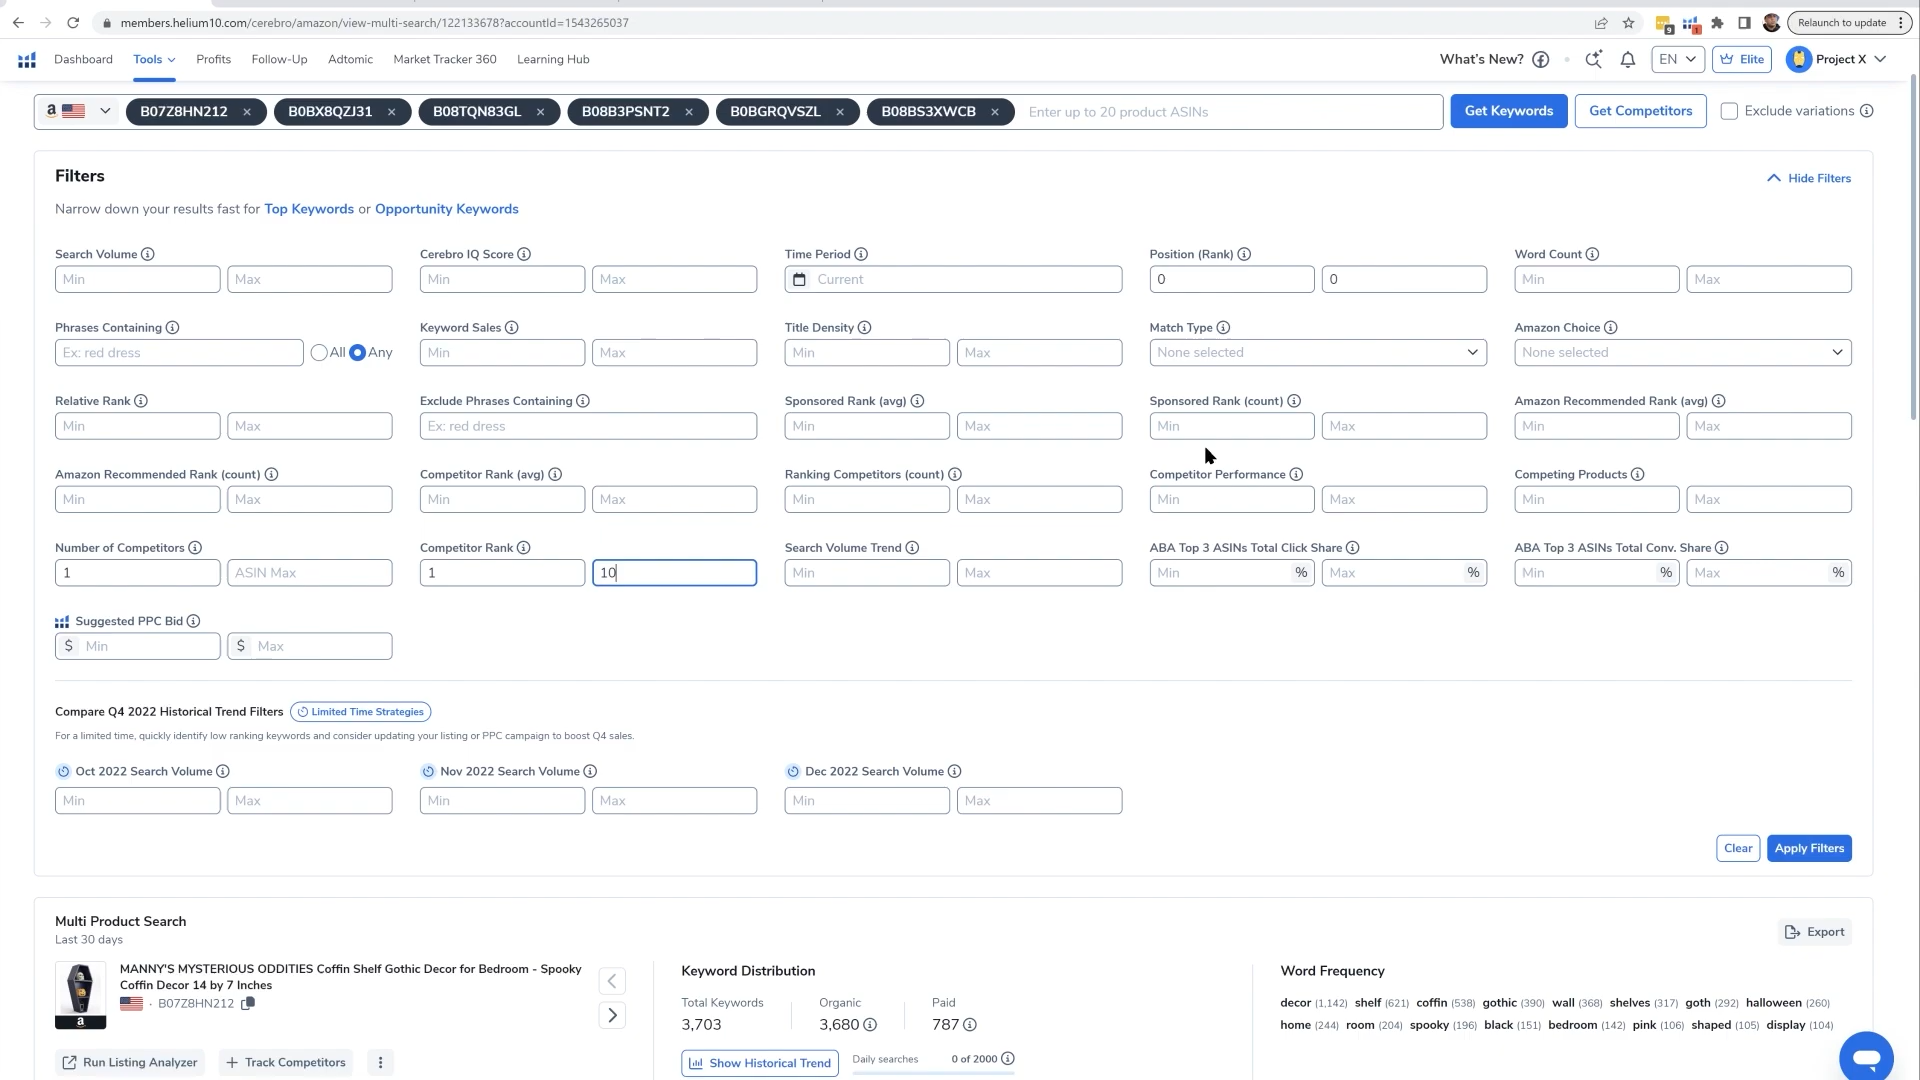 members.helium10.com/cerebro/amazon/view-multi-search/122133678?accountId=1543265037
9
1
Relaunch to update
Dashboard
Tools
Profits
Follow-Up
Adtomic
Market Tracker 360
Learning Hub
What's New?
EN
Elite
Project X
a
B07Z8HN212
B0BX8QZJ31
B08TQN83GL
B08B3PSNT2
B0BGRQVSZL
B08BS3XWCB
Enter up to 20 product ASINs
Get Keywords
Get Competitors
Exclude variations
Filters
Hide Filters
Narrow down your results fast for Top Keywords or Opportunity Keywords
Search Volume
Cerebro IQ Score
Time Period
Position (Rank)
Word Count
Min Max
Min Max
Current
0 0
Min Max
Phrases Containing
Keyword Sales
Title Density
Match Type
Amazon Choice
Ex: red dress
All Any
Min Max
Min Max
None selected
None selected
Relative Rank
Exclude Phrases Containing
Sponsored Rank (avg)
Sponsored Rank (count)
Amazon Recommended Rank (avg)
Min Max
Ex: red dress
Min Max
Min Max
Min Max
Amazon Recommended Rank (count)
Competitor Rank (avg)
Ranking Competitors (count)
Competitor Performance
Competing Products
Min Max
Min Max
Min Max
Min Max
Min Max
Number of Competitors
Competitor Rank
Search Volume Trend
ABA Top 3 ASINs Total Click Share
ABA Top 3 ASINs Total Conv. Share
1 ASIN Max
1 10
Min Max
Min % Max %
Min % Max %
Suggested PPC Bid
$ Min $ Max
Compare Q4 2022 Historical Trend Filters
Limited Time Strategies
For a limited time, quickly identify low ranking keywords and consider updating your listing or PPC campaign to boost Q4 sales.
Oct 2022 Search Volume
Nov 2022 Search Volume
Dec 2022 Search Volume
Min Max
Min Max
Min Max
Clear
Apply Filters
Multi Product Search
Last 30 days
Export
MANNY'S MYSTERIOUS ODDITIES Coffin Shelf Gothic Decor for Bedroom - Spooky
Coffin Decor 14 by 7 Inches
· B07Z8HN212
a
Run Listing Analyzer
+ Track Competitors
Keyword Distribution
Total Keywords
Organic
Paid
3,703
3,680
787
Show Historical Trend
Daily searches
0 of 2000
Word Frequency
decor (1,142) shelf (621) coffin (538) gothic (390) wall (368) shelves (317) goth (292) halloween (260)
home (244) room (204) spooky (196) black (151) bedroom (142) pink (106) shaped (105) display (104)